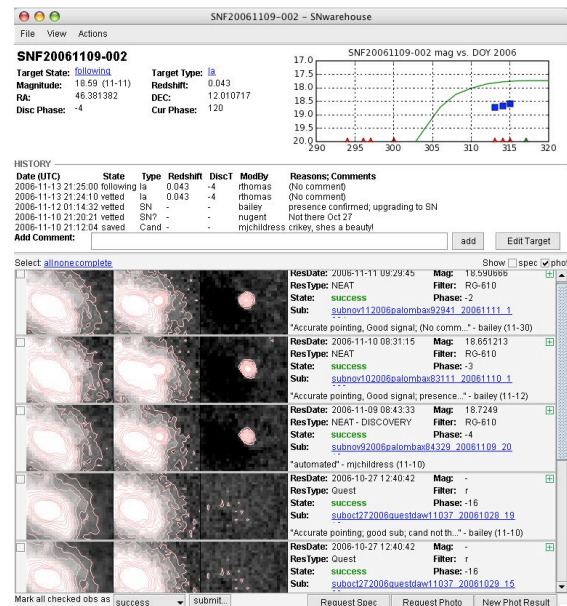 SNF20061109-002 – SNwarehouse
File View Actions
SNF20061109-002
Target State: following Target Type: Ia
Magnitude: 18.59 (11-11) Redshift: 0.043
RA: 46.381382 DEC: 12.010717
Disc Phase: -4 Cur Phase: 120
SNF20061109-002 mag vs. DOY 2006
17.0
17.5
18.0
18.5
19.0
19.5
20.0
290 295 300 305 310 315 320
HISTORY
Date (UTC) State Type Redshift DiscT ModBy Reasons; Comments
2006-11-13 21:25:00 following Ia 0.043 -4 rthomas (No comment)
2006-11-13 21:24:10 vetted Ia 0.043 -4 rthomas (No comment)
2006-11-12 01:14:32 vetted SN - - bailey presence confirmed; upgrading to SN
2006-11-10 21:20:21 vetted SN? - - nugent Not there Oct 27
2006-11-10 21:12:04 saved Cand - - mjchildress crikey, shes a beauty!
Add Comment: add Edit Target
Select: all none complete Show spec phot
ResDate: 2006-11-11 09:29:45 Mag: 18.590666
ResType: NEAT Filter: RG-610
State: success Phase: -2
Sub: subnov112006palombax92941_20061111_1
"Accurate pointing, Good signal; (No comm..." - bailey (11-30)
ResDate: 2006-11-10 08:31:15 Mag: 18.651213
ResType: NEAT Filter: RG-610
State: success Phase: -3
Sub: subnov102006palombax83111_20061110_1
"Accurate pointing, Good signal; presence..." - bailey (11-12)
ResDate: 2006-11-09 08:43:33 Mag: 18.7249
ResType: NEAT - DISCOVERY Filter: RG-610
State: success Phase: -4
Sub: subnov92006palombax84329_20061109_20
"automated" - mjchildress (11-10)
ResDate: 2006-10-27 12:40:42 Mag: -
ResType: Quest Filter: r
State: success Phase: -16
Sub: suboct272006questdaw11037_20061028_19
"Accurate pointing; good sub; cand not th..." - bailey (11-10)
ResDate: 2006-10-27 12:40:42 Mag: -
ResType: Quest Filter: r
State: success Phase: -16
Sub: suboct272006questdaw11037_20061029_15
Mark all checked obs as success submit... Request Spec Request Photo New Phot Result